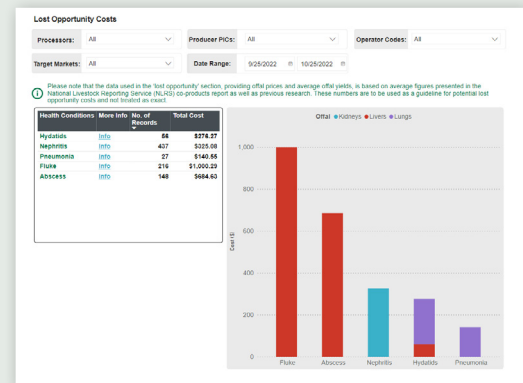 Lost Opportunity Costs
Processors: All
Producer PICs: All
Operator Codes: All
Target Markets: All
Date Range: 9/25/2022 10/25/2022
Please note that the data used in the 'lost opportunity' section, providing offal prices and average offal yields, is based on average figures presented in the
National Livestock Reporting Service (NLRS) co-products report as well as previous research. These numbers are to be used as a guideline for potential lost
opportunity costs and not treated as exact
Health Conditions More Info No. of Records Total Cost
Hydatids Info 56 $276.27
Nephritis Info 437 $325.08
Pneumonia Info 27 $140.55
Fluke Info 216 $1,000.29
Abscess Info 148 $684.63
Offal Kidneys Livers Lungs
Cost ($)
1,000
800
600
400
200
0
Fluke Abscess Nephritis Hydatids Pneumonia